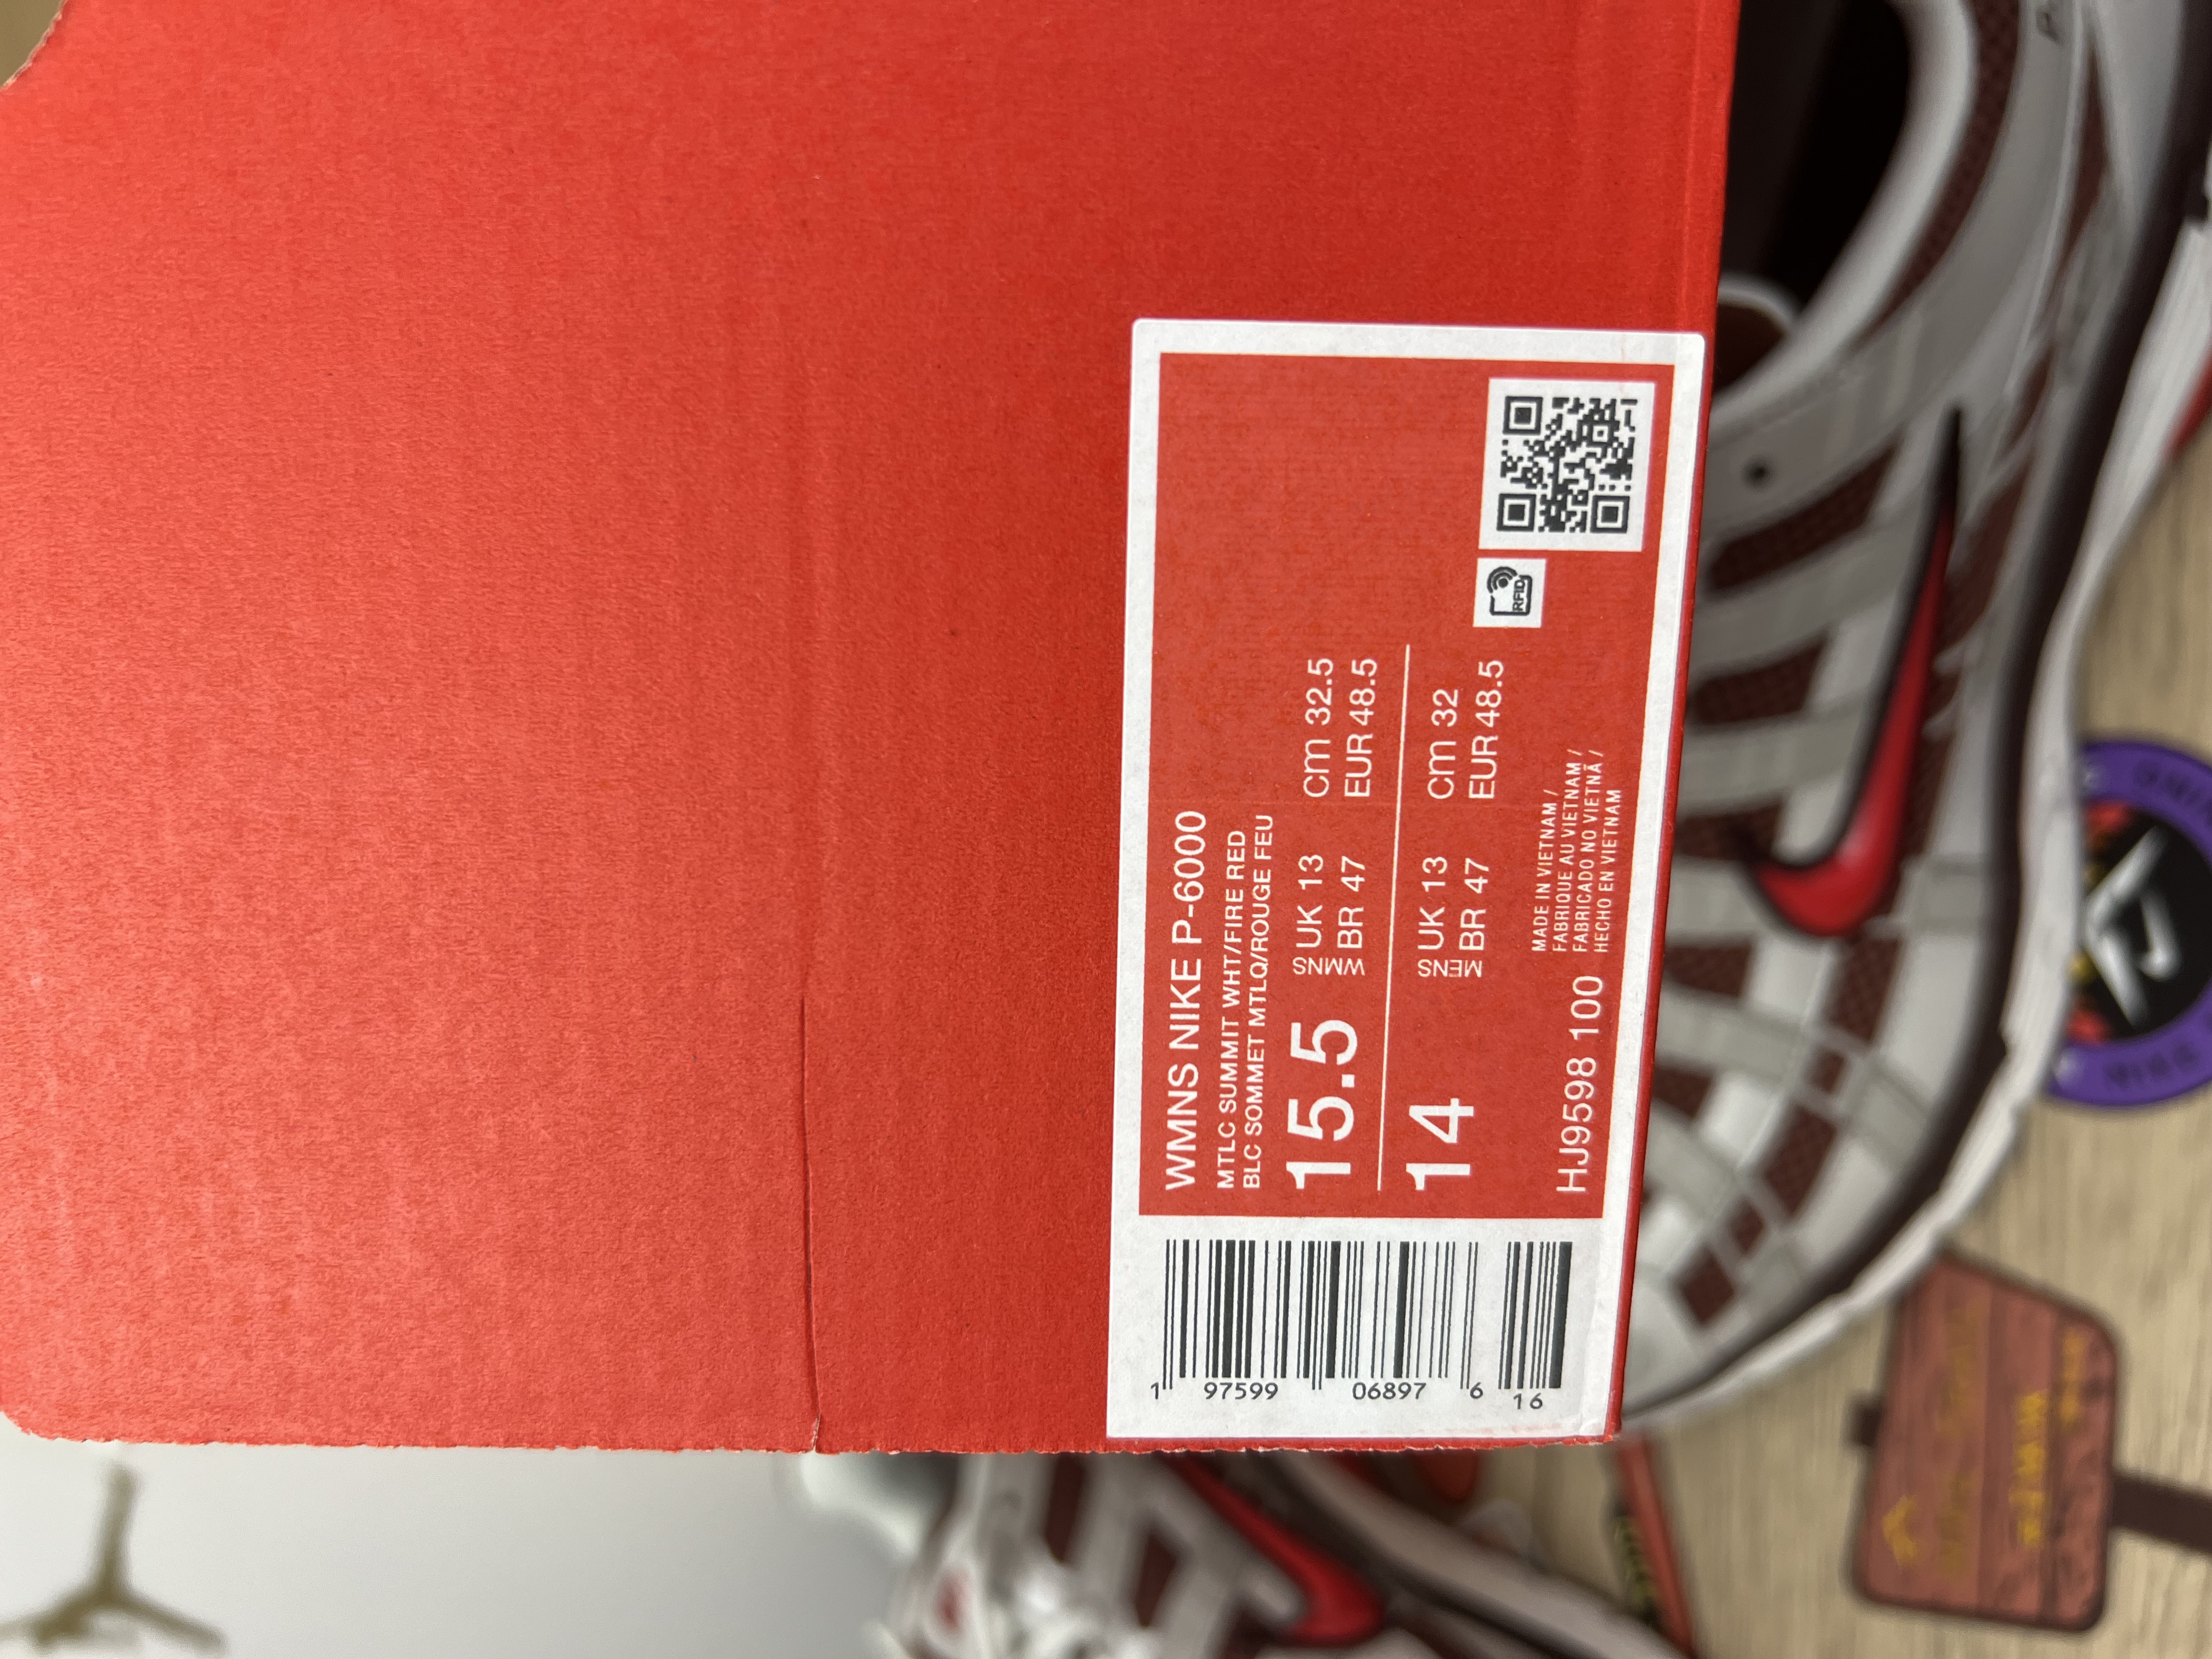 WMNS NIKE P-6000
MTLC SUMMIT WHT/FIRE RED
BLC SOMMET MTLQ/ROUGE FEU
15.5 WMNS UK 13 cm 32.5
BR 47 EUR 48.5
14 MENS UK 13 cm 32
BR 47 EUR 48.5
HJ9598 100
MADE IN VIETNAM /
FABRIQUE AU VIETNAM /
FABRICADO NO VIETNÃ /
HECHO EN VIETNAM
RFID
1 97599 06897 6 16